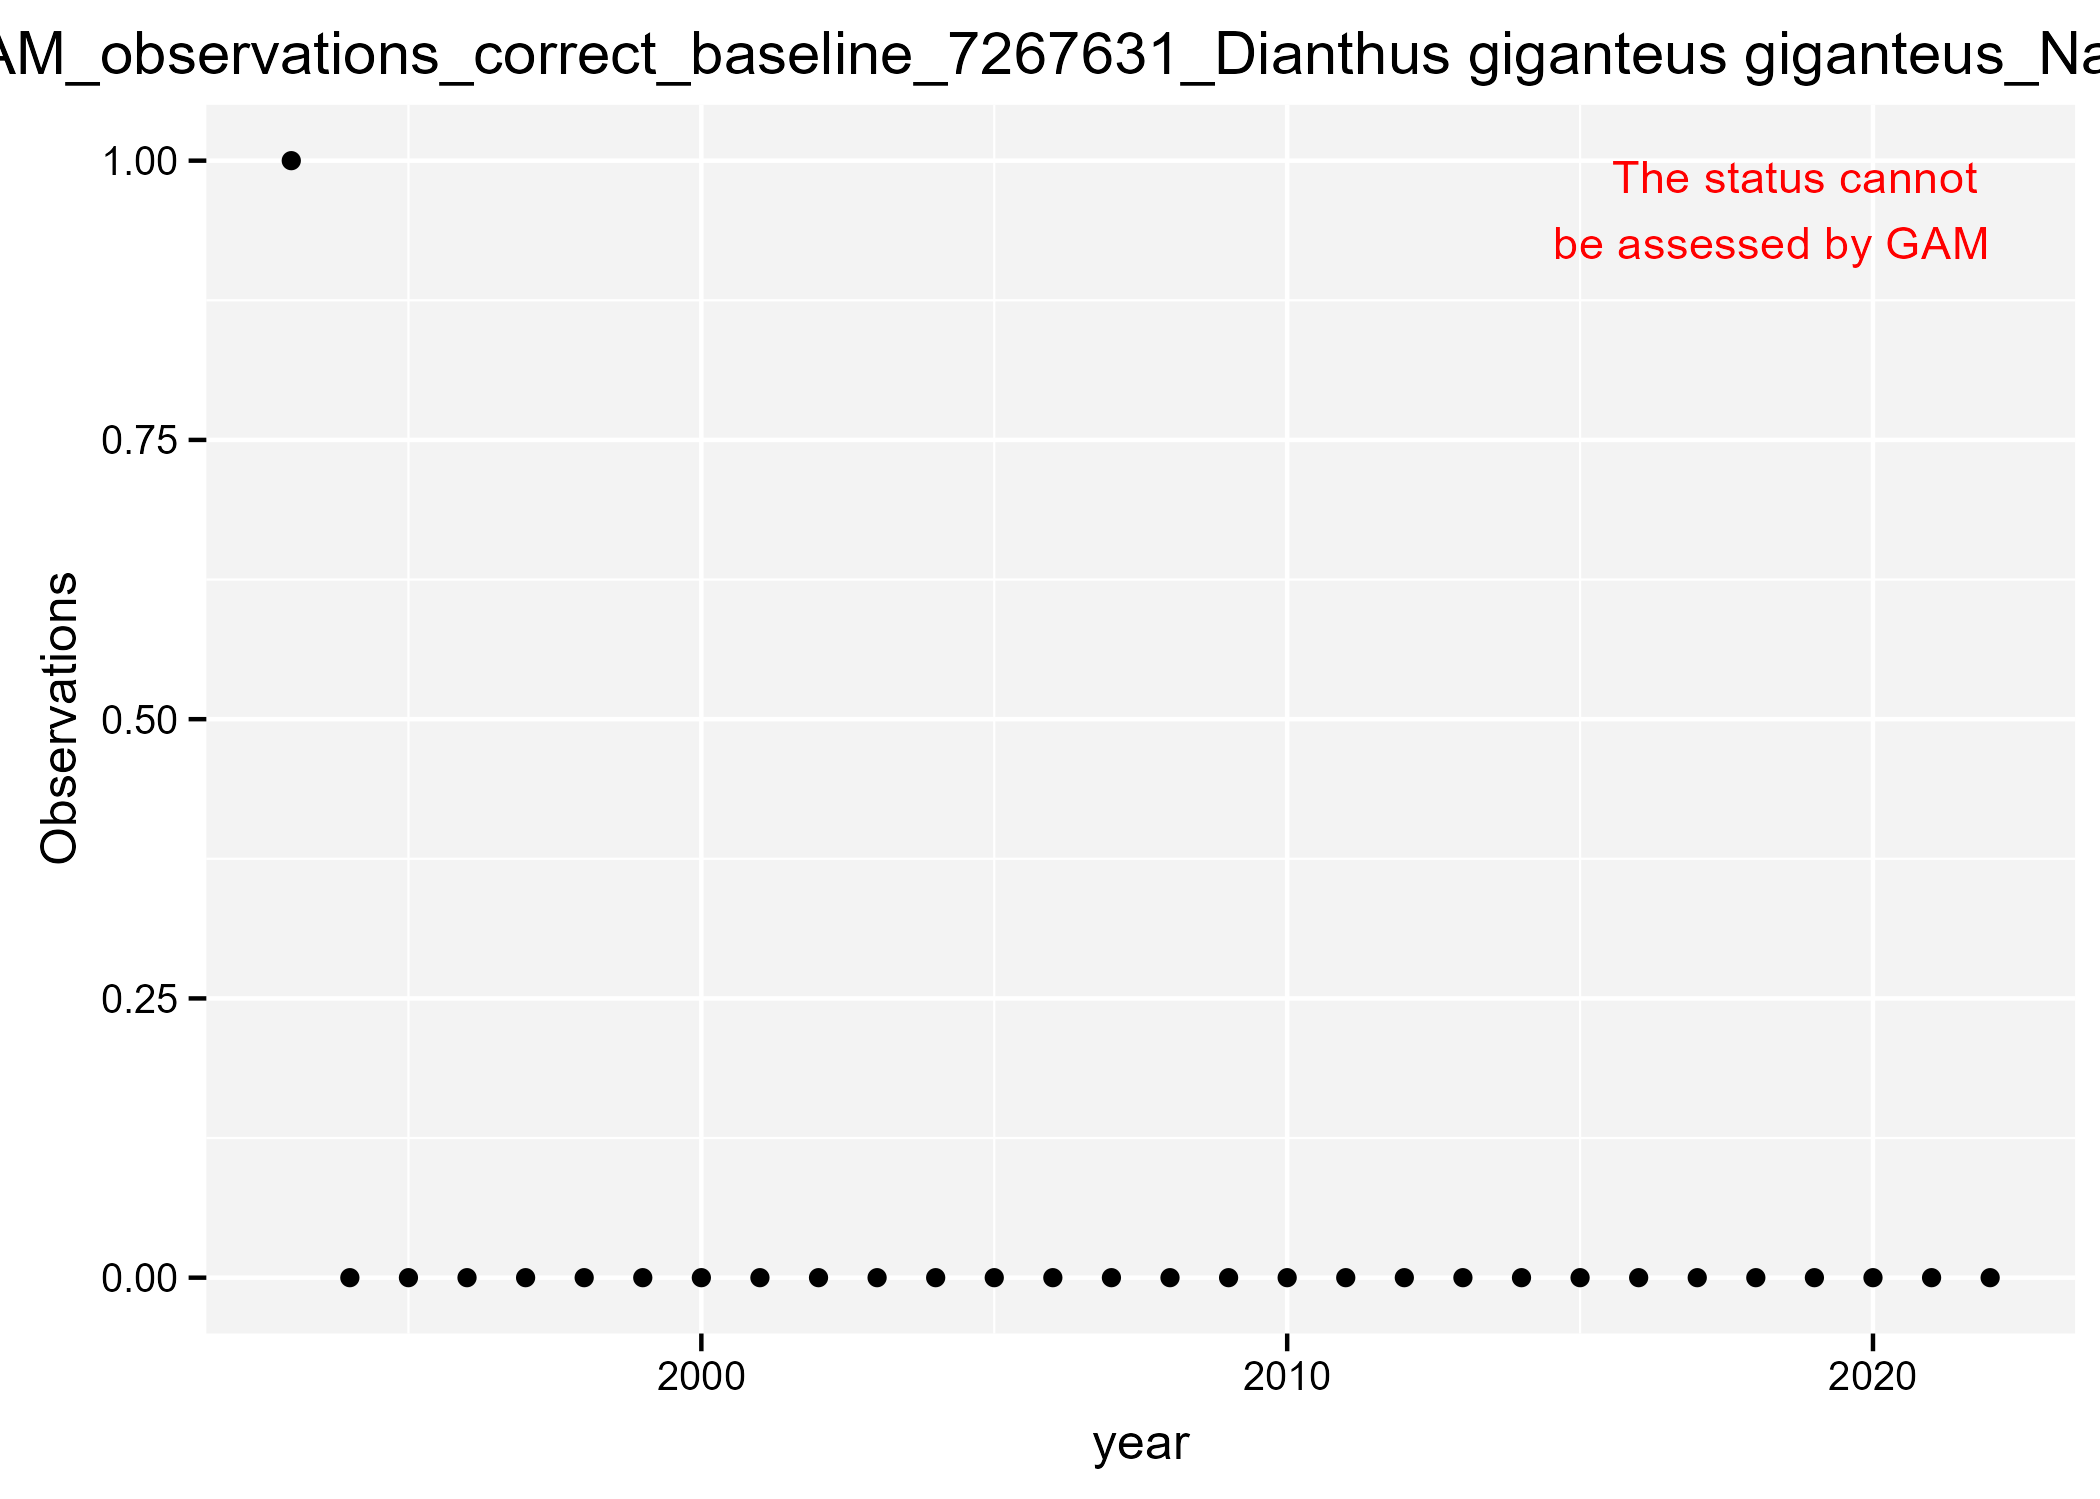 AM_observations_correct_baseline_7267631_Dianthus giganteus giganteus_Na
1.00
The status cannot
be assessed by GAM
0.75
0.50
0.25
0.00
Observations
2000 2010 2020
year